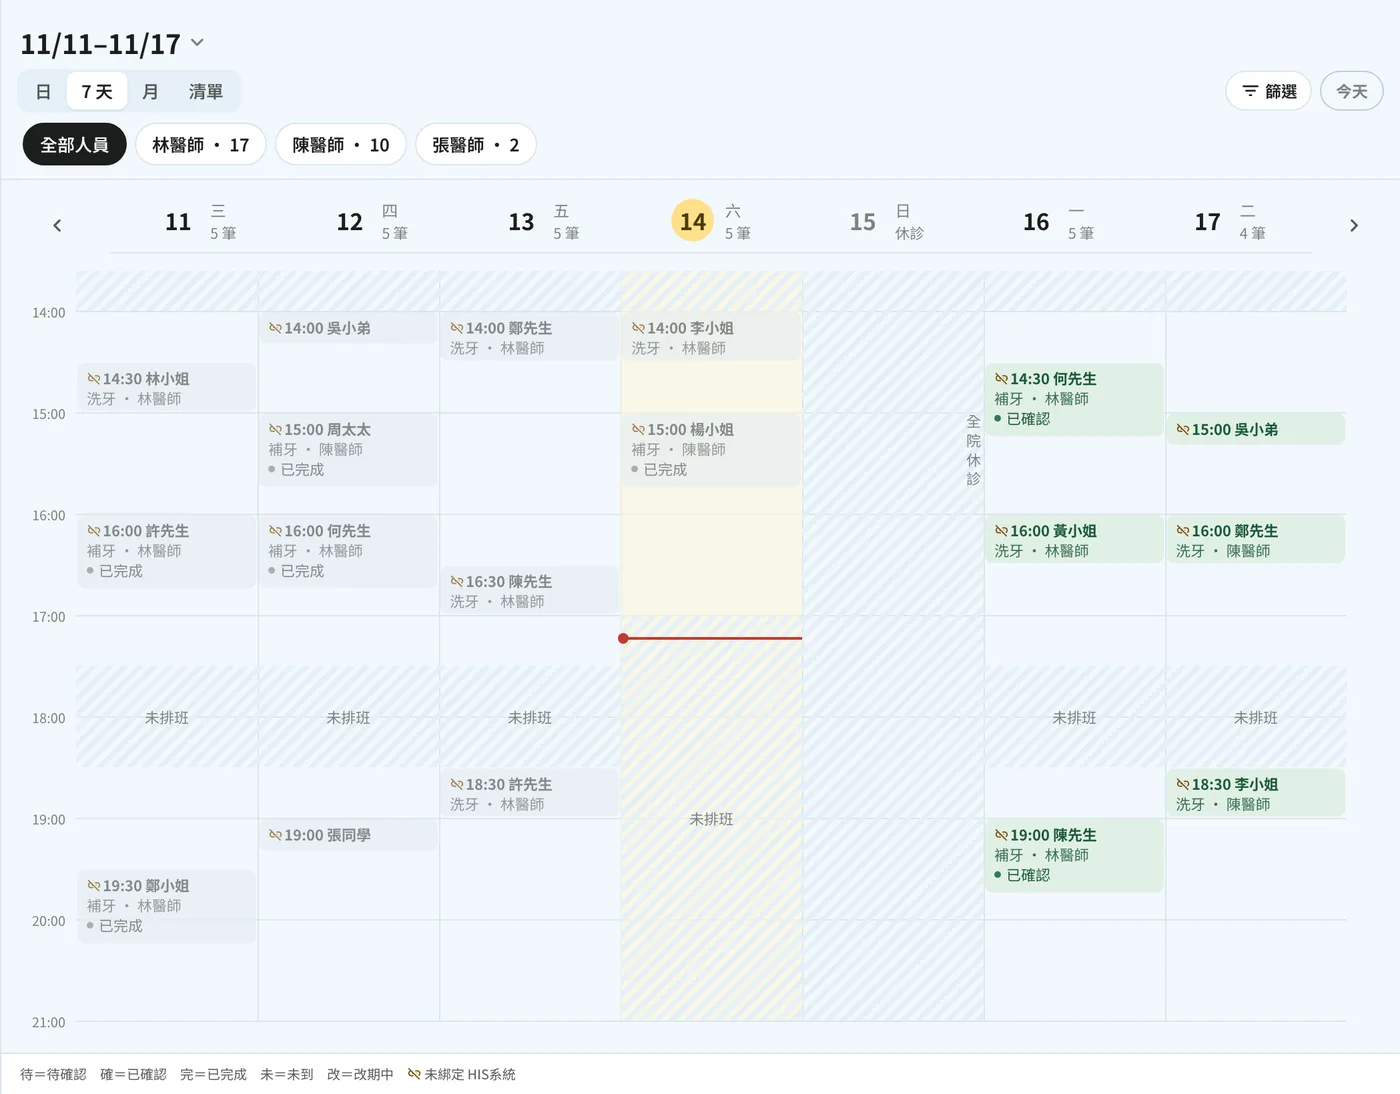 11/11–11/17
日 7 天 月 清單
篩選 今天
全部人員 林醫師 · 17 陳醫師 · 10 張醫師 · 2
11 三 5 筆
12 四 5 筆
13 五 5 筆
14 六 5 筆
15 日 休診
16 一 5 筆
17 二 4 筆
14:00
15:00
16:00
17:00
18:00
19:00
20:00
21:00
14:30 林小姐
洗牙 · 林醫師
16:00 許先生
補牙 · 林醫師
已完成
未排班
19:30 鄭小姐
補牙 · 林醫師
已完成
14:00 吳小弟
15:00 周太太
補牙 · 陳醫師
已完成
16:00 何先生
補牙 · 林醫師
已完成
未排班
19:00 張同學
14:00 鄭先生
洗牙 · 林醫師
16:30 陳先生
洗牙 · 林醫師
未排班
18:30 許先生
洗牙 · 林醫師
14:00 李小姐
洗牙 · 林醫師
15:00 楊小姐
補牙 · 陳醫師
已完成
未排班
全院休診
14:30 何先生
補牙 · 林醫師
已確認
16:00 黃小姐
洗牙 · 林醫師
未排班
19:00 陳先生
補牙 · 林醫師
已確認
15:00 吳小弟
16:00 鄭先生
洗牙 · 陳醫師
未排班
18:30 李小姐
洗牙 · 陳醫師
待=待確認 確=已確認 完=已完成 未=未到 改=改期中 未綁定 HIS系統